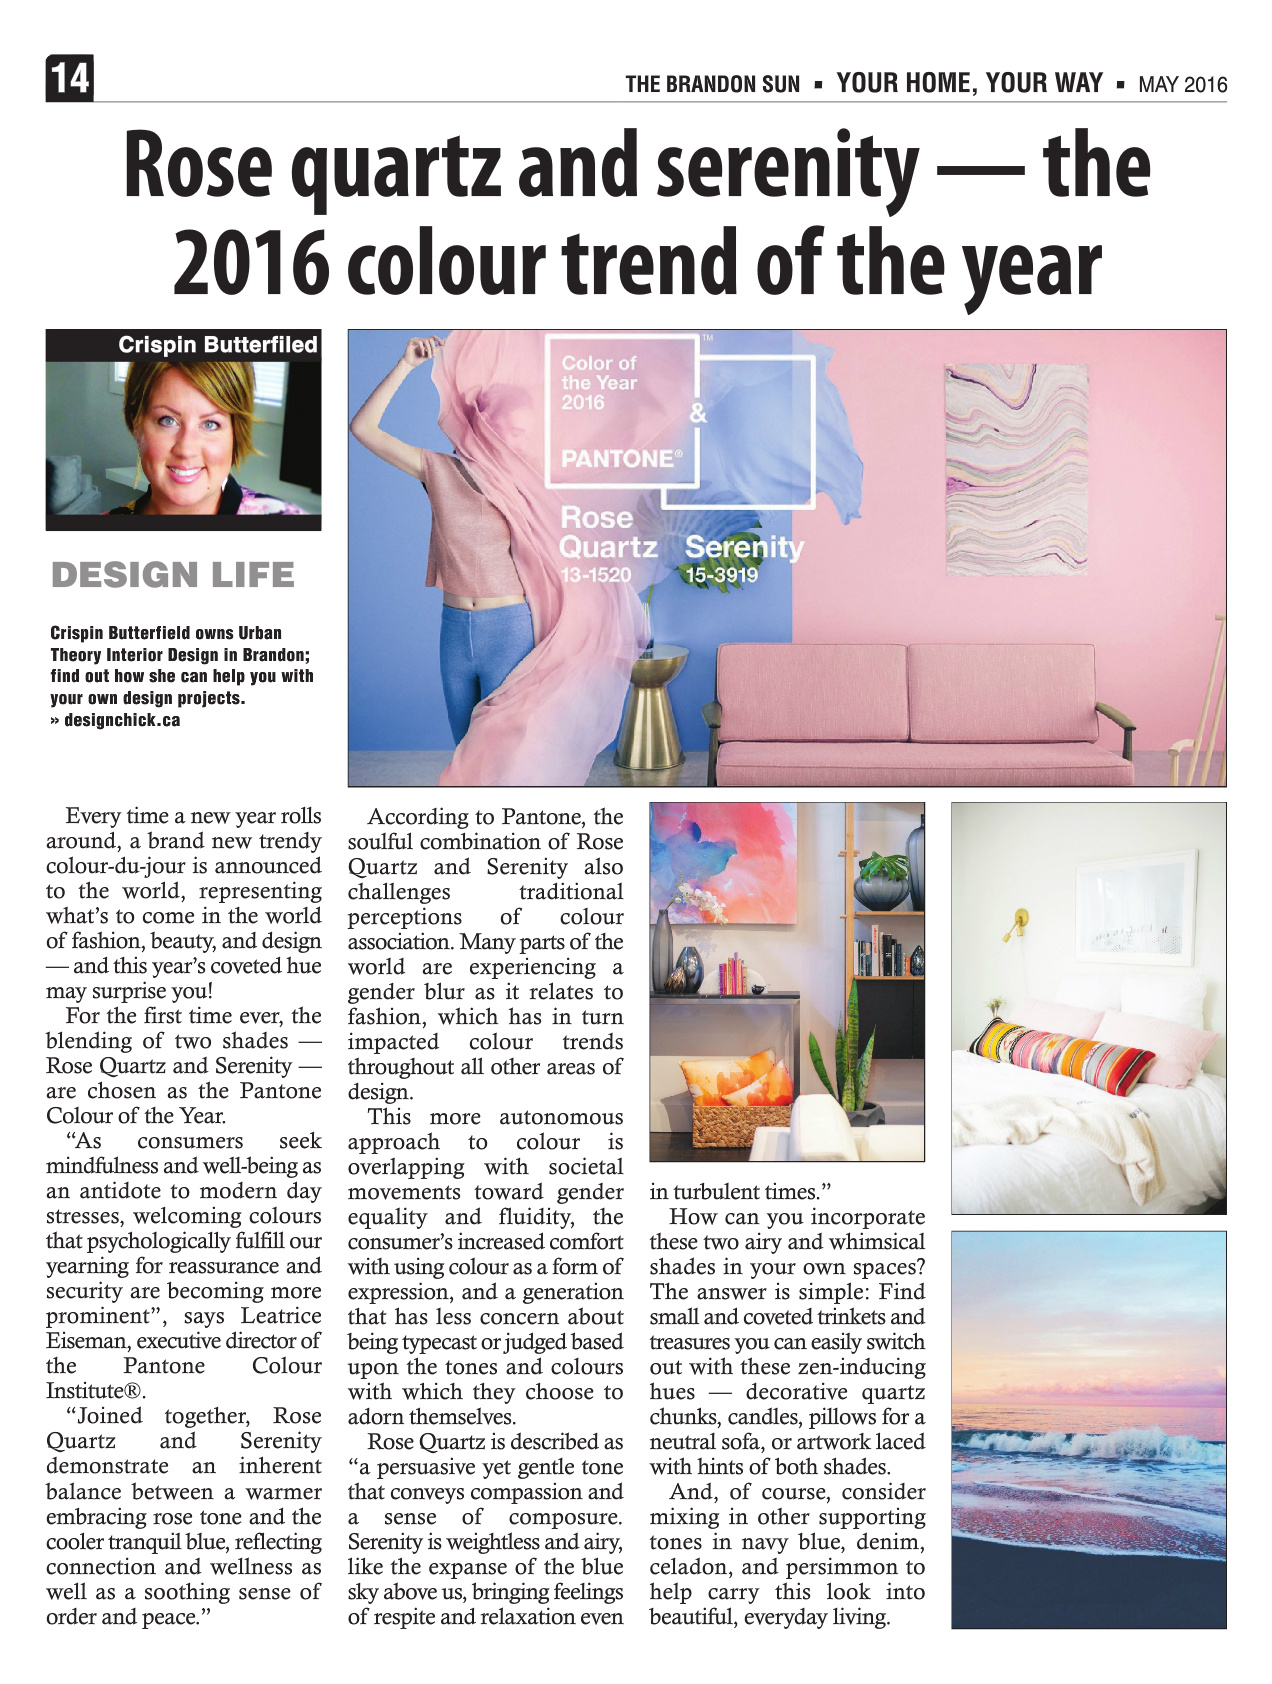 14
THE BRANDON SUN ▪ YOUR HOME, YOUR WAY ▪ MAY 2016
Rose quartz and serenity — the
2016 colour trend of the year
Crispin Butterfiled
DESIGN LIFE
Crispin Butterfield owns Urban
Theory Interior Design in Brandon;
find out how she can help you with
your own design projects.
» designchick.ca
Color of
the Year
2016
&
PANTONE®
™
Rose
Quartz
13-1520
Serenity
15-3919
Every time a new year rolls
around, a brand new trendy
colour-du-jour is announced
to the world, representing
what’s to come in the world
of fashion, beauty, and design
— and this year’s coveted hue
may surprise you!
For the first time ever, the
blending of two shades —
Rose Quartz and Serenity —
are chosen as the Pantone
Colour of the Year.
“As consumers seek
mindfulness and well-being as
an antidote to modern day
stresses, welcoming colours
that psychologically fulfill our
yearning for reassurance and
security are becoming more
prominent”, says Leatrice
Eiseman, executive director of
the Pantone Colour
Institute®.
“Joined together, Rose
Quartz and Serenity
demonstrate an inherent
balance between a warmer
embracing rose tone and the
cooler tranquil blue, reflecting
connection and wellness as
well as a soothing sense of
order and peace.”
According to Pantone, the
soulful combination of Rose
Quartz and Serenity also
challenges traditional
perceptions of colour
association. Many parts of the
world are experiencing a
gender blur as it relates to
fashion, which has in turn
impacted colour trends
throughout all other areas of
design.
This more autonomous
approach to colour is
overlapping with societal
movements toward gender
equality and fluidity, the
consumer’s increased comfort
with using colour as a form of
expression, and a generation
that has less concern about
being typecast or judged based
upon the tones and colours
with which they choose to
adorn themselves.
Rose Quartz is described as
“a persuasive yet gentle tone
that conveys compassion and
a sense of composure.
Serenity is weightless and airy,
like the expanse of the blue
sky above us, bringing feelings
of respite and relaxation even
in turbulent times.”
How can you incorporate
these two airy and whimsical
shades in your own spaces?
The answer is simple: Find
small and coveted trinkets and
treasures you can easily switch
out with these zen-inducing
hues — decorative quartz
chunks, candles, pillows for a
neutral sofa, or artwork laced
with hints of both shades.
And, of course, consider
mixing in other supporting
tones in navy blue, denim,
celadon, and persimmon to
help carry this look into
beautiful, everyday living.